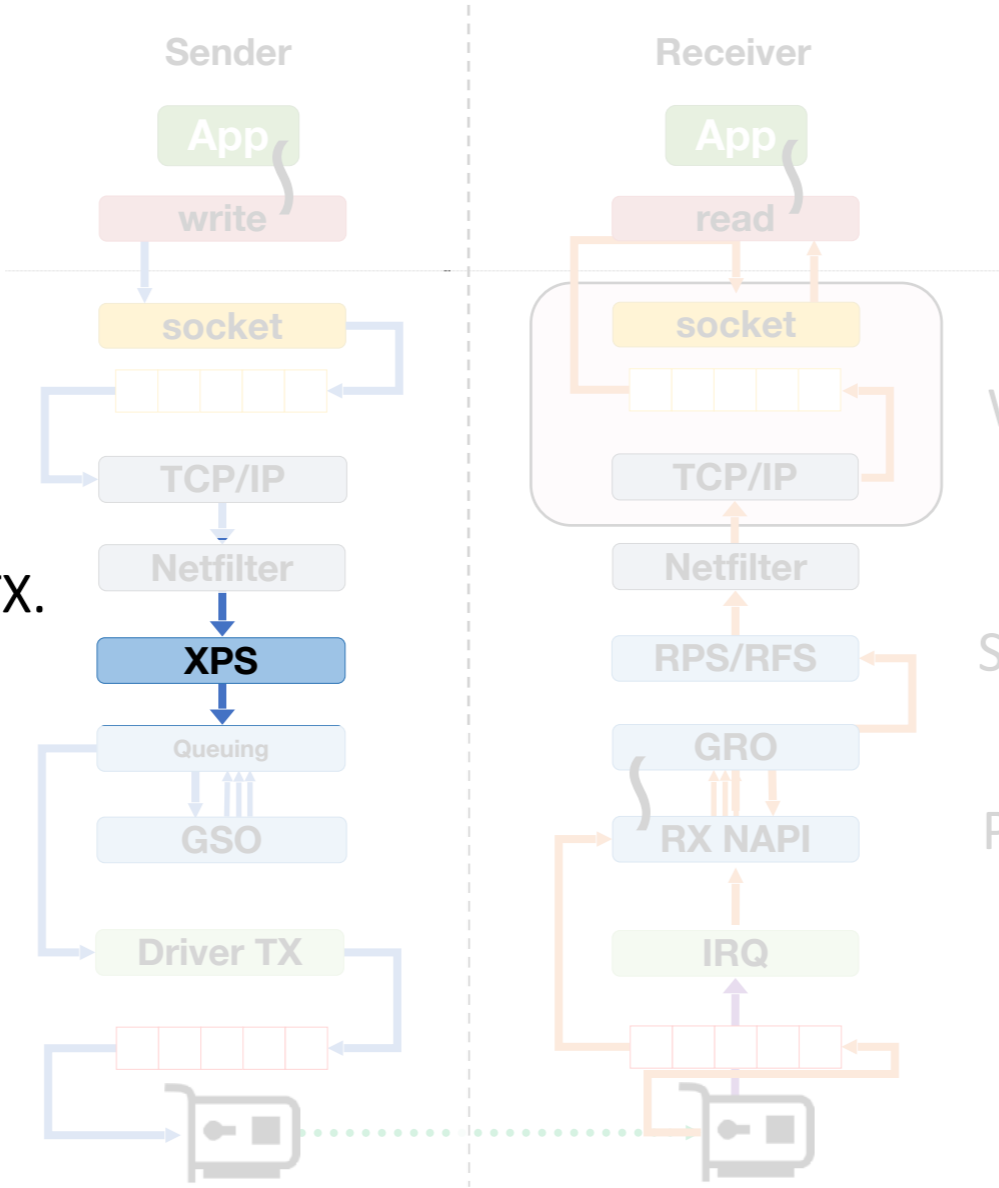 Sender
App
write
socket
TCP/IP
Netfilter
TX.
XPS
Queuing
GSO
Driver TX
Receiver
App
read
socket
TCP/IP
Netfilter
RPS/RFS
GRO
RX NAPI
IRQ
S
P